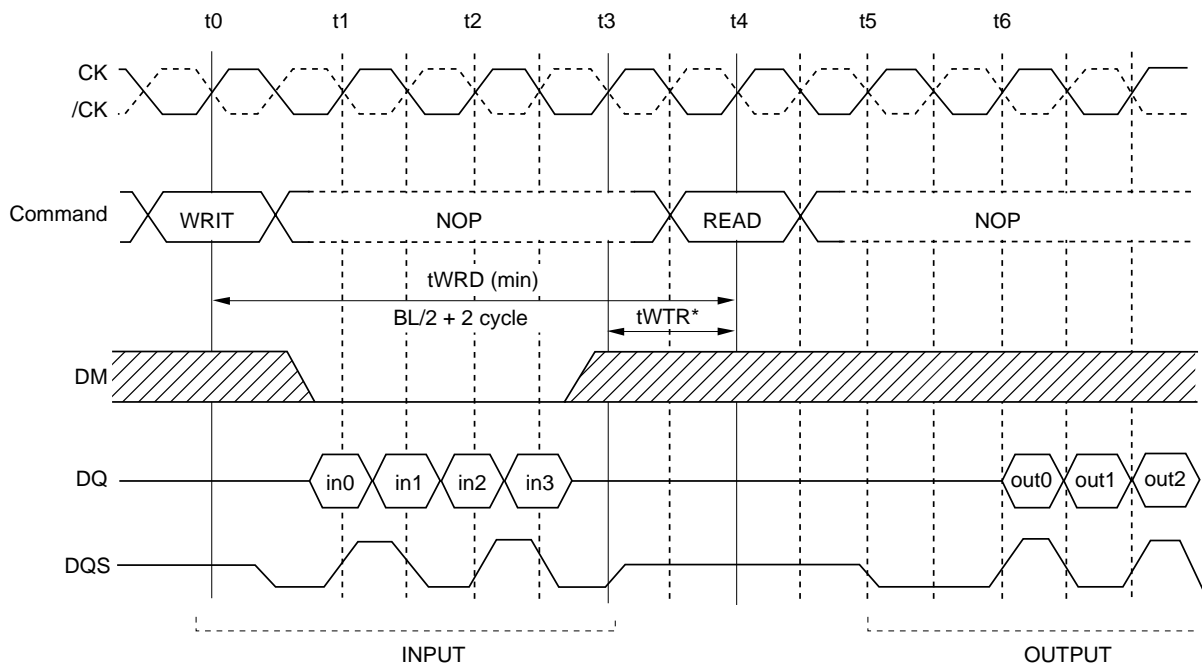 t0 t1 t2 t3 t4 t5 t6
CK
/CK
Command WRIT NOP READ NOP
tWRD (min)
BL/2 + 2 cycle tWTR*
DM
DQ in0 in1 in2 in3 out0 out1 out2
DQS
INPUT OUTPUT